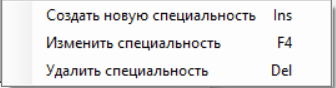 Создать новую специальность Ins
Изменить специальность F4
Удалить специальность Del